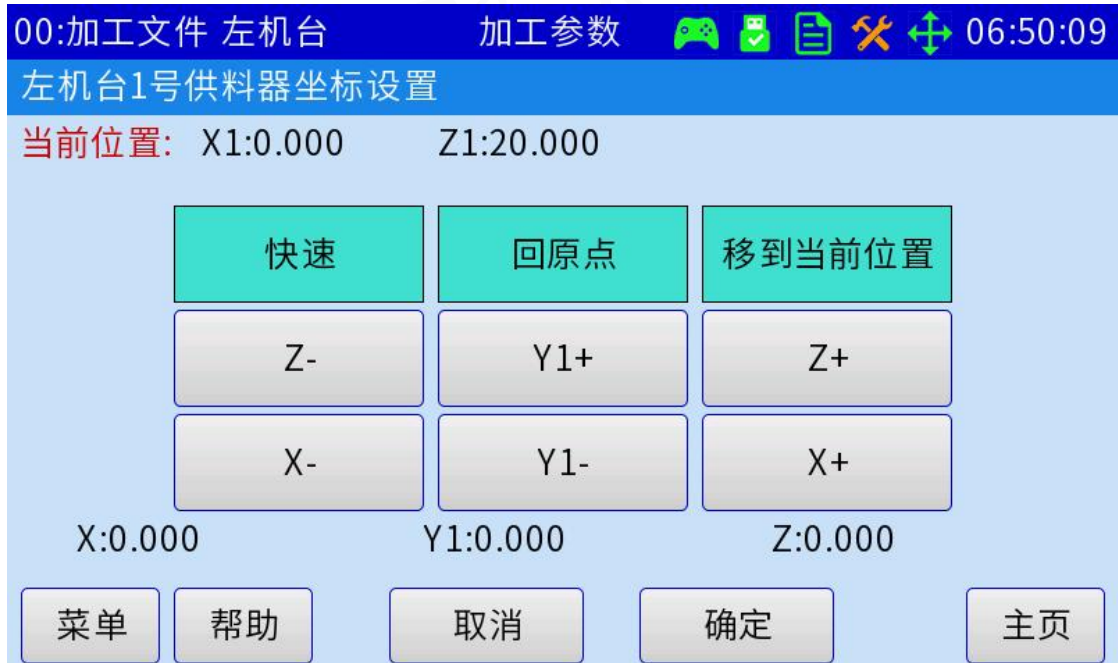 00:加工文件 左机台 加工参数 06:50:09
左机台1号供料器坐标设置
当前位置: X1:0.000 Z1:20.000
快速 回原点 移到当前位置
Z- Y1+ Z+
X- Y1- X+
X:0.000 Y1:0.000 Z:0.000
菜单 帮助 取消 确定 主页